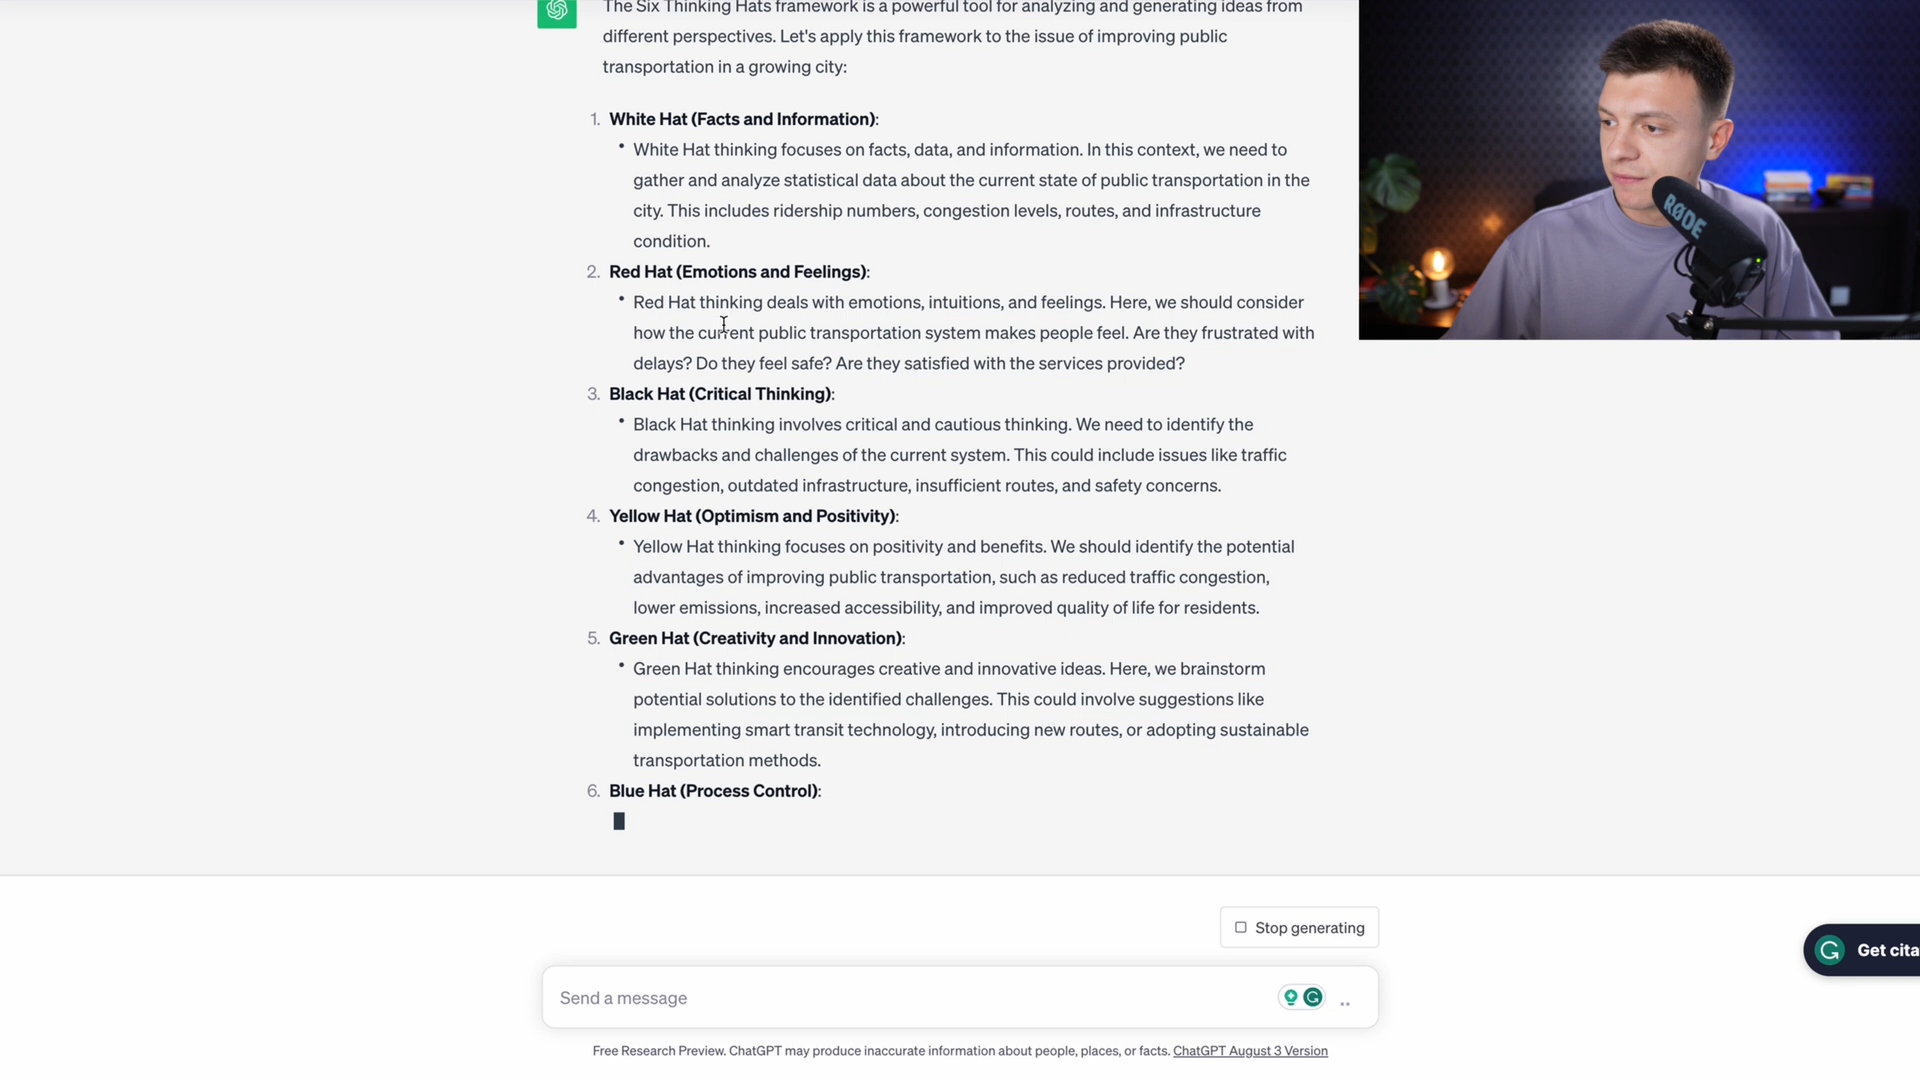 The Six Thinking Hats framework is a powerful tool for analyzing and generating ideas from
different perspectives. Let's apply this framework to the issue of improving public
transportation in a growing city:
1. White Hat (Facts and Information):
• White Hat thinking focuses on facts, data, and information. In this context, we need to
gather and analyze statistical data about the current state of public transportation in the
city. This includes ridership numbers, congestion levels, routes, and infrastructure
condition.
2. Red Hat (Emotions and Feelings):
• Red Hat thinking deals with emotions, intuitions, and feelings. Here, we should consider
how the current public transportation system makes people feel. Are they frustrated with
delays? Do they feel safe? Are they satisfied with the services provided?
3. Black Hat (Critical Thinking):
• Black Hat thinking involves critical and cautious thinking. We need to identify the
drawbacks and challenges of the current system. This could include issues like traffic
congestion, outdated infrastructure, insufficient routes, and safety concerns.
4. Yellow Hat (Optimism and Positivity):
• Yellow Hat thinking focuses on positivity and benefits. We should identify the potential
advantages of improving public transportation, such as reduced traffic congestion,
lower emissions, increased accessibility, and improved quality of life for residents.
5. Green Hat (Creativity and Innovation):
• Green Hat thinking encourages creative and innovative ideas. Here, we brainstorm
potential solutions to the identified challenges. This could involve suggestions like
implementing smart transit technology, introducing new routes, or adopting sustainable
transportation methods.
6. Blue Hat (Process Control):
RØDE
Stop generating
Get cita
Send a message
Free Research Preview. ChatGPT may produce inaccurate information about people, places, or facts. ChatGPT August 3 Version